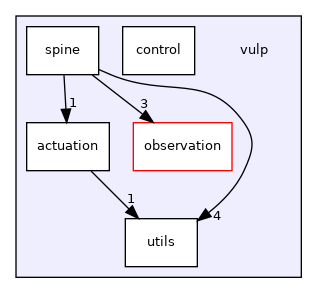 spine
control
vulp
1
3
actuation
observation
1
4
utils